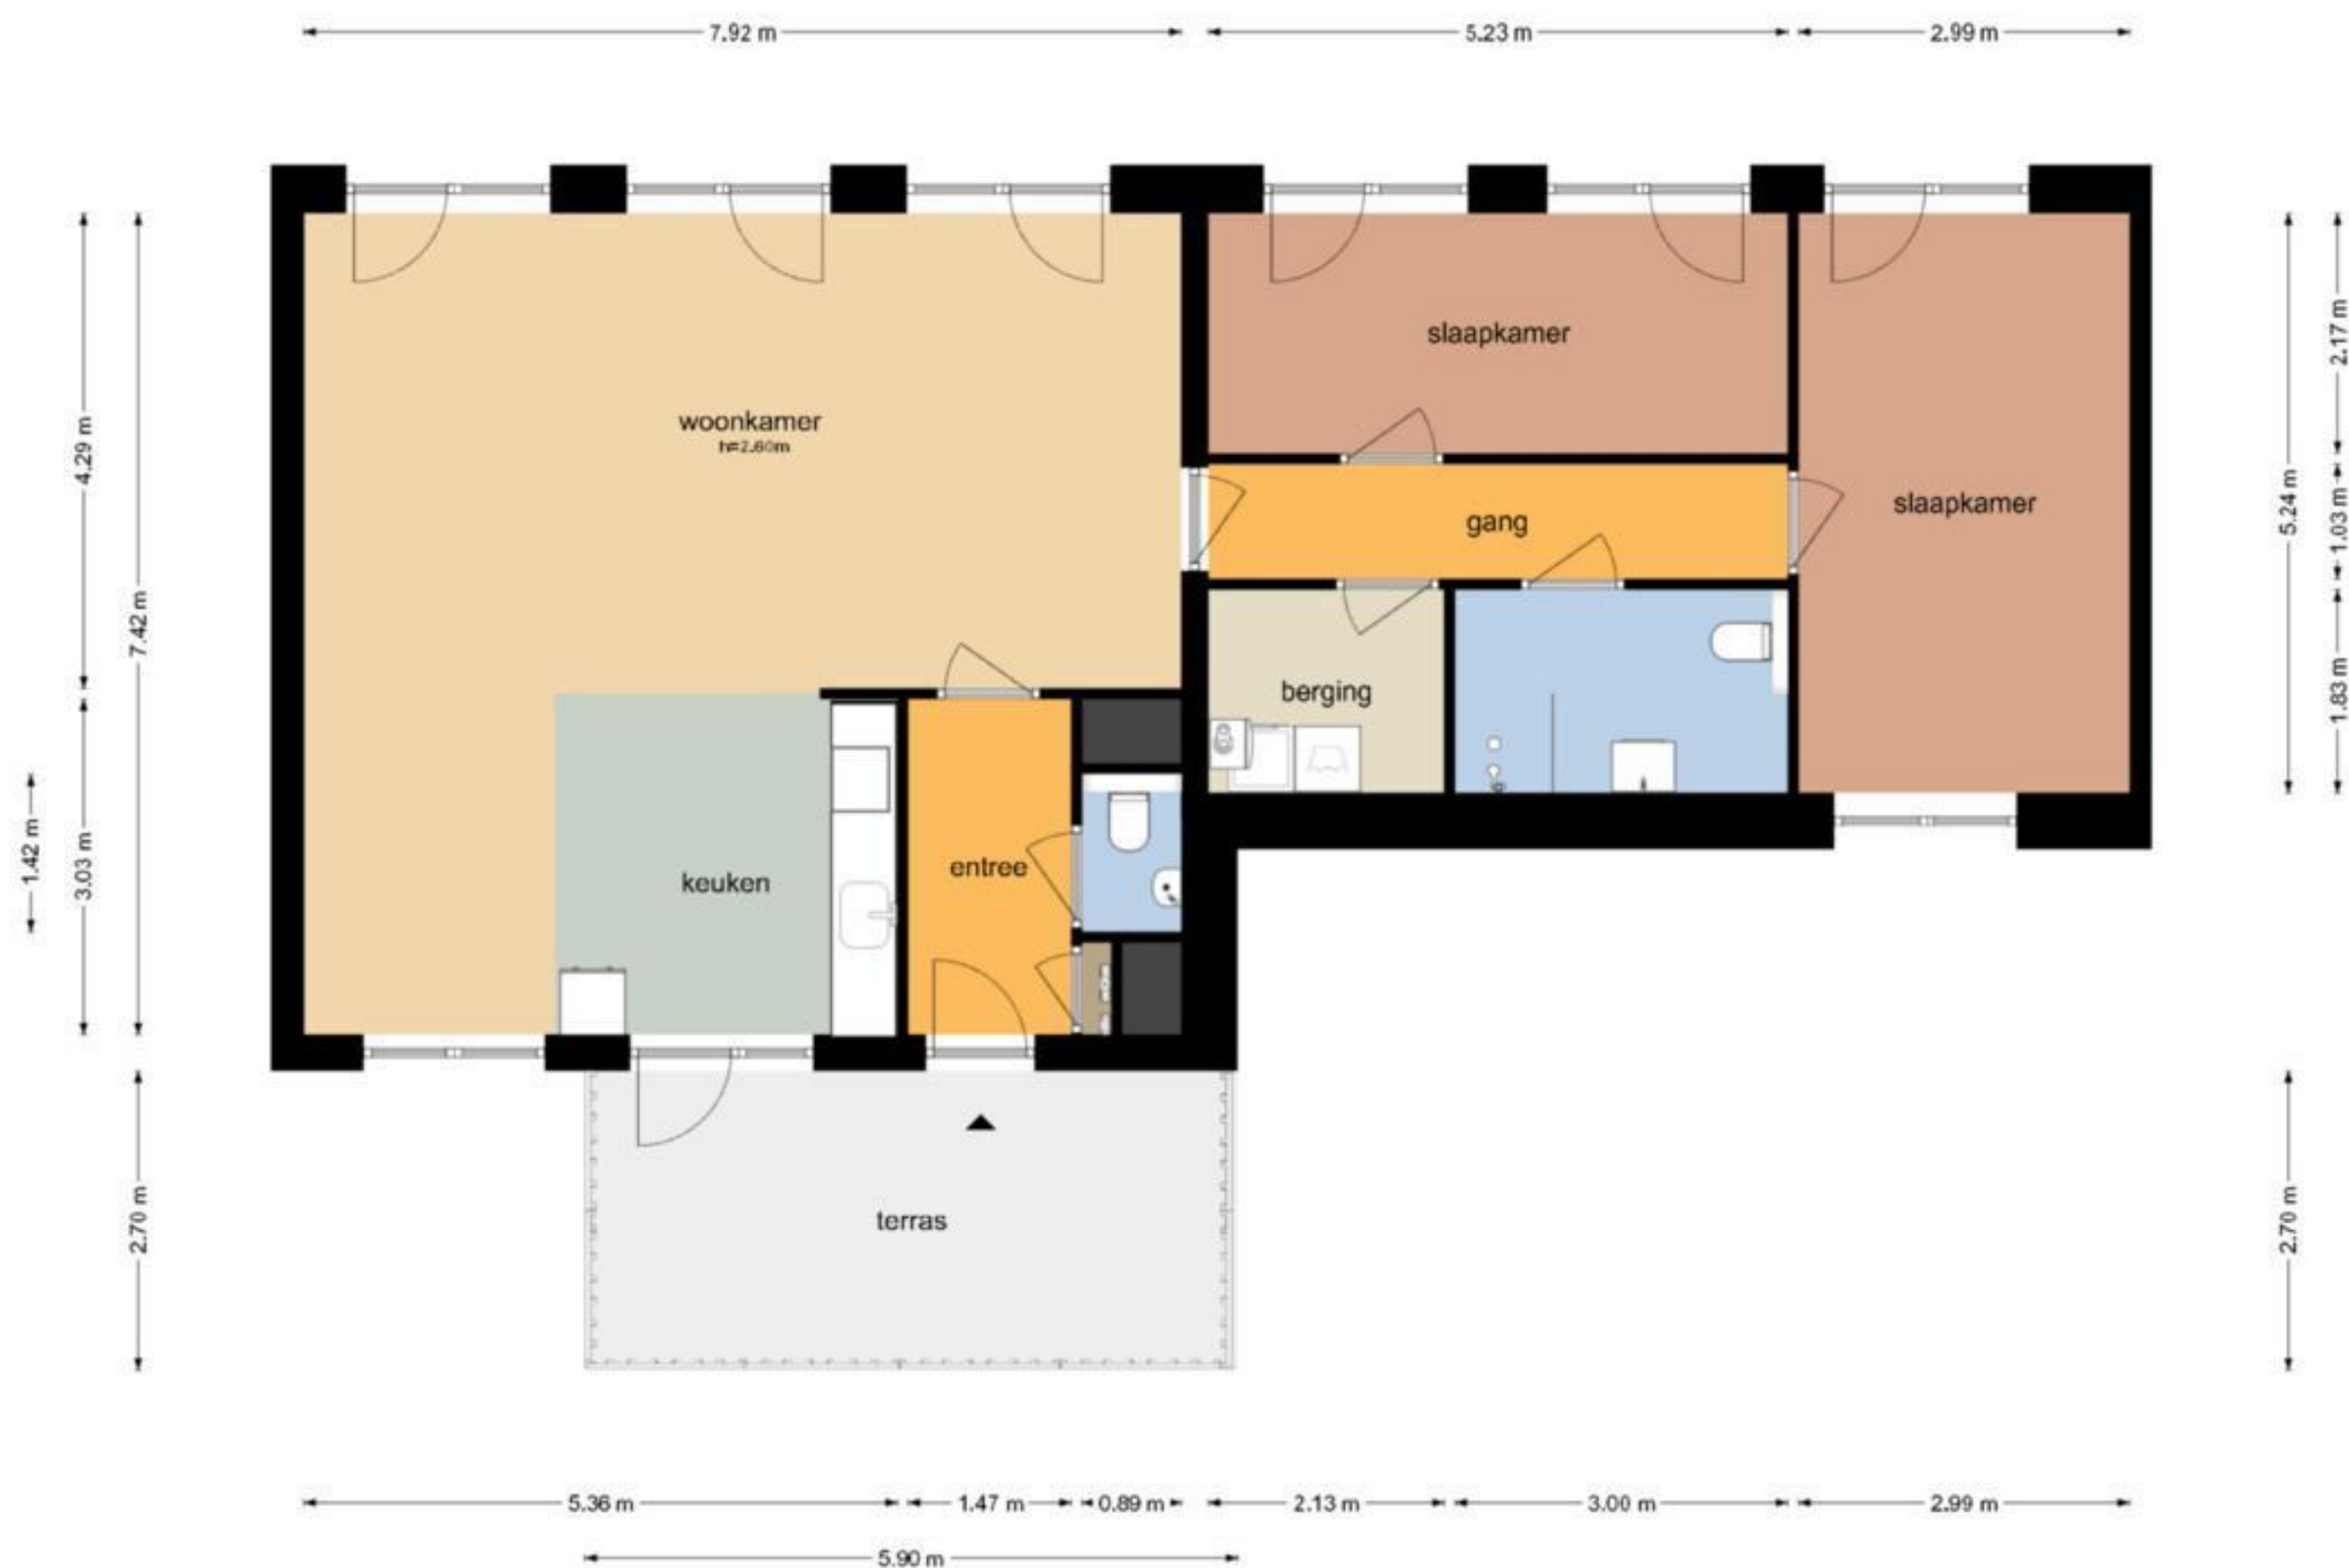 7.92 m
5.23 m
2.99 m
slaapkamer
2.17 m
4.29 m
woonkamer
h=2.60m
slaapkamer
5.24 m
1.03 m
gang
7.42 m
berging
1.83 m
1.42 m
3.03 m
keuken
entree
2.70 m
terras
2.70 m
5.36 m
1.47 m
0.89 m
2.13 m
3.00 m
2.99 m
5.90 m